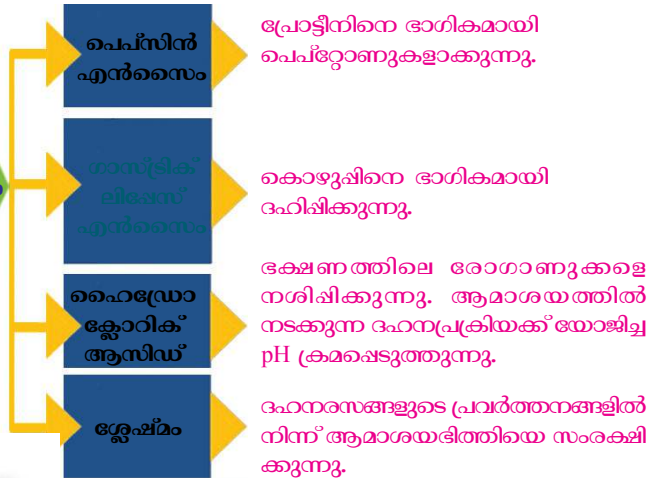 പെപ്സിൻ
എൻസൈം
പ്രോട്ടീനിനെ ഭാഗികമായി
പെപ്റ്റോണുകളാക്കുന്നു.
ഗാസ്ട്രിക്
ലിപ്പേസ്
എൻസൈം
കൊഴുപ്പിനെ ഭാഗികമായി
ദഹിപ്പിക്കുന്നു.
ഹൈഡ്രോ
ക്ലോറിക്
ആസിഡ്
ഭക്ഷണത്തിലെ രോഗാണുക്കളെ
നശിപ്പിക്കുന്നു. ആമാശയത്തിൽ
നടക്കുന്ന ദഹനപ്രക്രിയക്ക് യോജിച്ച
pH ക്രമപ്പെടുത്തുന്നു.
ശ്ലേഷ്മം
ദഹനരസങ്ങളുടെ പ്രവർത്തനങ്ങളിൽ
നിന്ന് ആമാശയഭിത്തിയെ സംരക്ഷി
ക്കുന്നു.